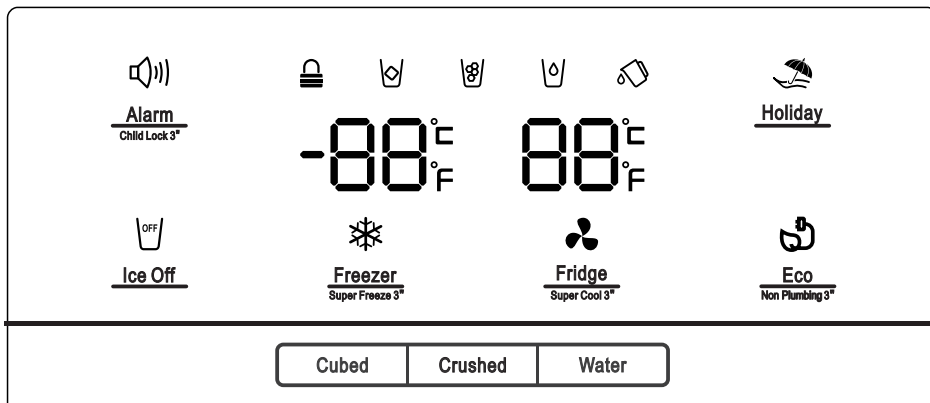 Alarm
Child Lock 3"
-88 °C °F
88 °C °F
Holiday
OFF
Ice Off
Freezer
Super Freeze 3"
Fridge
Super Cool 3"
Eco
Non Plumbing 3"
Cubed
Crushed
Water